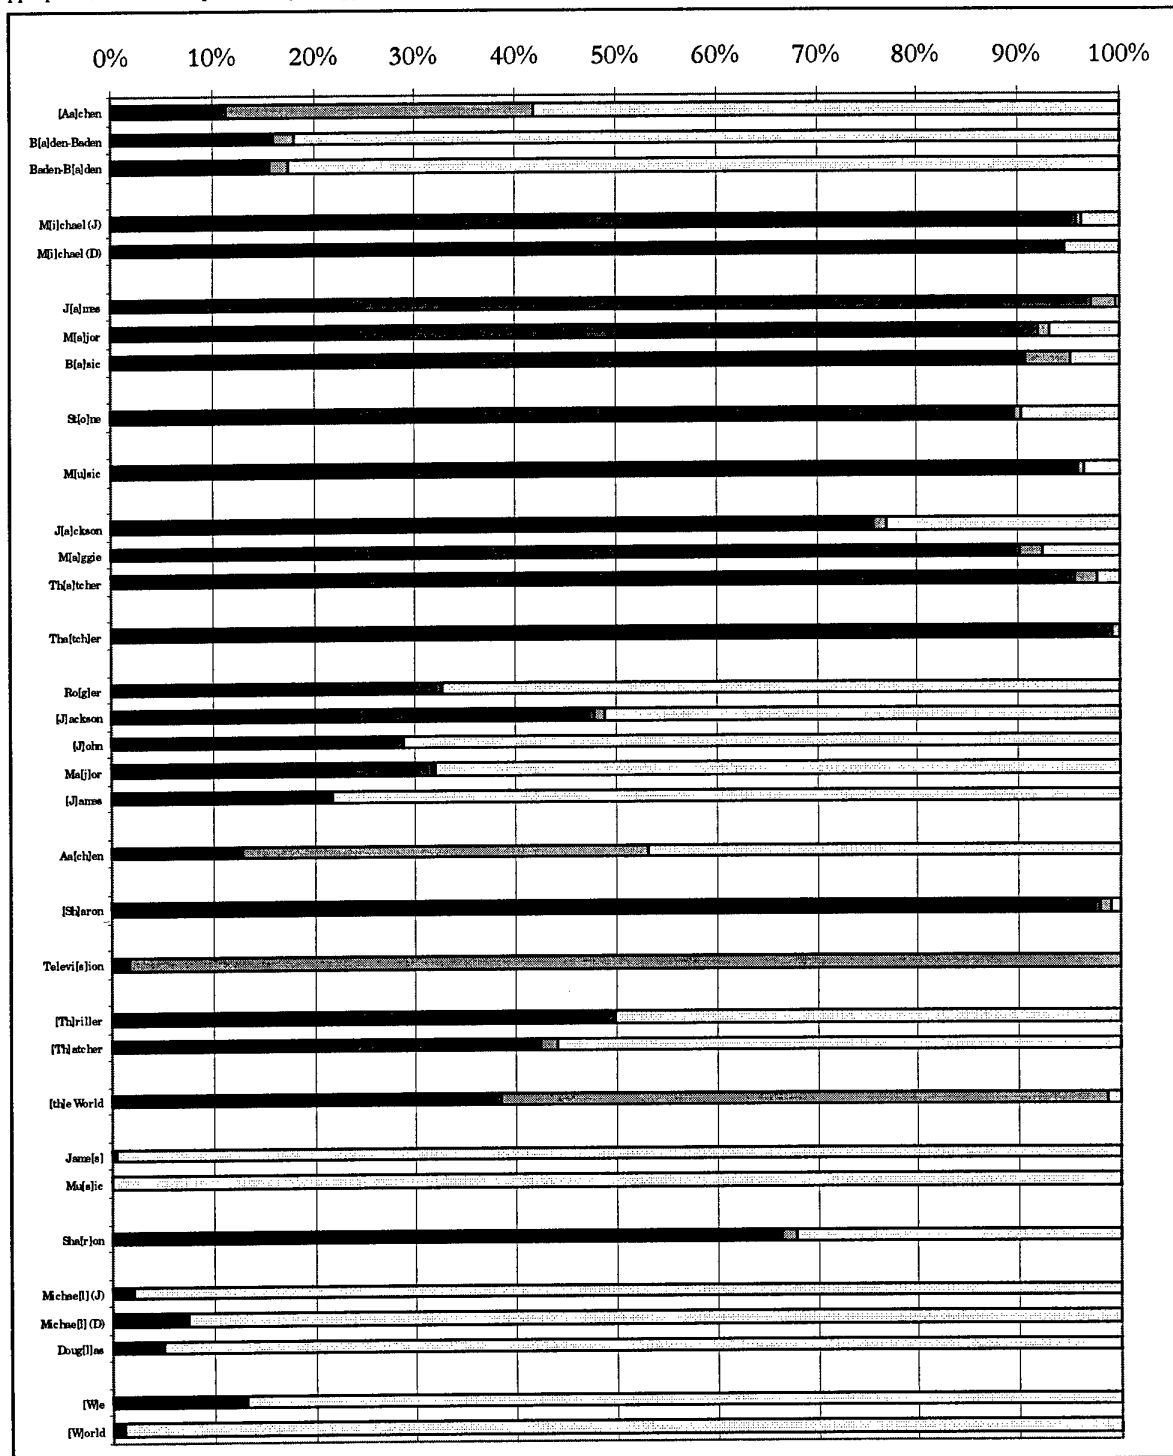 0% 10% 20% 30% 40% 50% 60% 70% 80% 90% 100%
[Aa]chen
B[a]den-Baden
Baden-B[a]den
M[i]chael (J)
M[i]chael (D)
J[a]mes
M[a]jor
B[a]sic
St[o]ne
M[u]sic
J[a]ckson
M[a]ggie
Th[a]tcher
Tha[tch]er
Ro[g]er
[J]ackson
[J]ohn
Ma[j]or
[J]ames
Aa[ch]en
[Sh]aron
Televi[s]ion
[Th]riller
[Th]atcher
[th]e World
Jame[s]
Mu[s]ic
Sha[r]on
Michae[l] (J)
Michae[l] (D)
Doug[l]as
[W]e
[W]orld